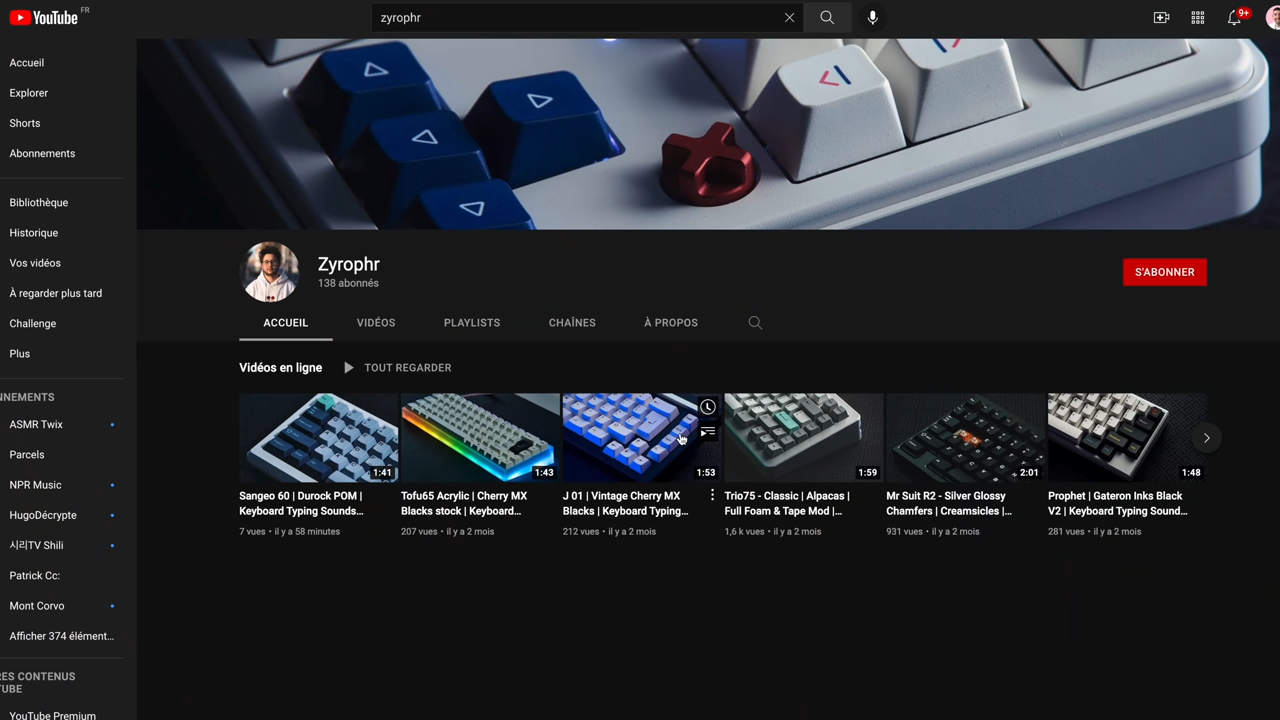 YouTube FR
zyrophr
9+
Accueil
Explorer
Shorts
Abonnements
Bibliothèque
Historique
Vos vidéos
À regarder plus tard
Challenge
Plus
NNEMENTS
ASMR Twix
Parcels
NPR Music
HugoDécrypte
시리TV Shili
Patrick Cc:
Mont Corvo
Afficher 374 élément...
RES CONTENUS
TUBE
YouTube Premium
Zyrophr
138 abonnés
S'ABONNER
ACCUEIL
VIDÉOS
PLAYLISTS
CHAÎNES
À PROPOS
Vidéos en ligne
TOUT REGARDER
1:41
Sangeo 60 | Durock POM |
Keyboard Typing Sounds...
7 vues • il y a 58 minutes
1:43
Tofu65 Acrylic | Cherry MX
Blacks stock | Keyboard...
207 vues • il y a 2 mois
1:53
J 01 | Vintage Cherry MX
Blacks | Keyboard Typing...
212 vues • il y a 2 mois
1:59
Trio75 - Classic | Alpacas |
Full Foam & Tape Mod |...
1,6 k vues • il y a 2 mois
2:01
Mr Suit R2 - Silver Glossy
Chamfers | Creamsicles |...
931 vues • il y a 2 mois
1:48
Prophet | Gateron Inks Black
V2 | Keyboard Typing Sound...
281 vues • il y a 2 mois